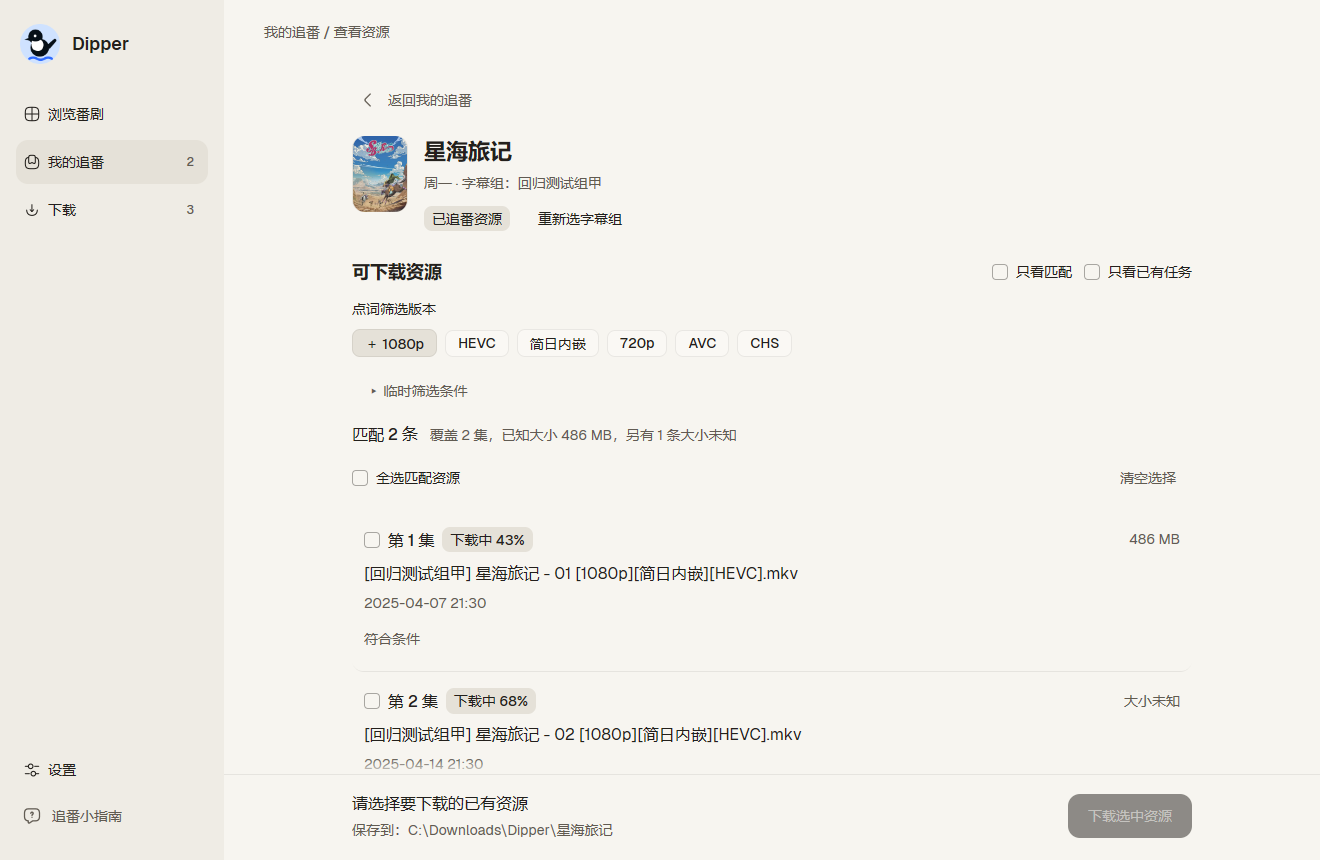 Dipper
浏览番剧
我的追番 2
下载 3
设置
追番小指南
我的追番 / 查看资源
返回我的追番
星海旅记
周一 · 字幕组：回归测试组甲
已追番资源 重新选字幕组
可下载资源 只看匹配 只看已有任务
点词筛选版本
+ 1080p HEVC 简日内嵌 720p AVC CHS
临时筛选条件
匹配 2 条 覆盖 2 集，已知大小 486 MB，另有 1 条大小未知
全选匹配资源 清空选择
第 1 集 下载中 43% 486 MB
[回归测试组甲] 星海旅记 - 01 [1080p][简日内嵌][HEVC].mkv
2025-04-07 21:30
符合条件
第 2 集 下载中 68% 大小未知
[回归测试组甲] 星海旅记 - 02 [1080p][简日内嵌][HEVC].mkv
2025-04-14 21:30
请选择要下载的已有资源
保存到：C:\Downloads\Dipper\星海旅记
下载选中资源